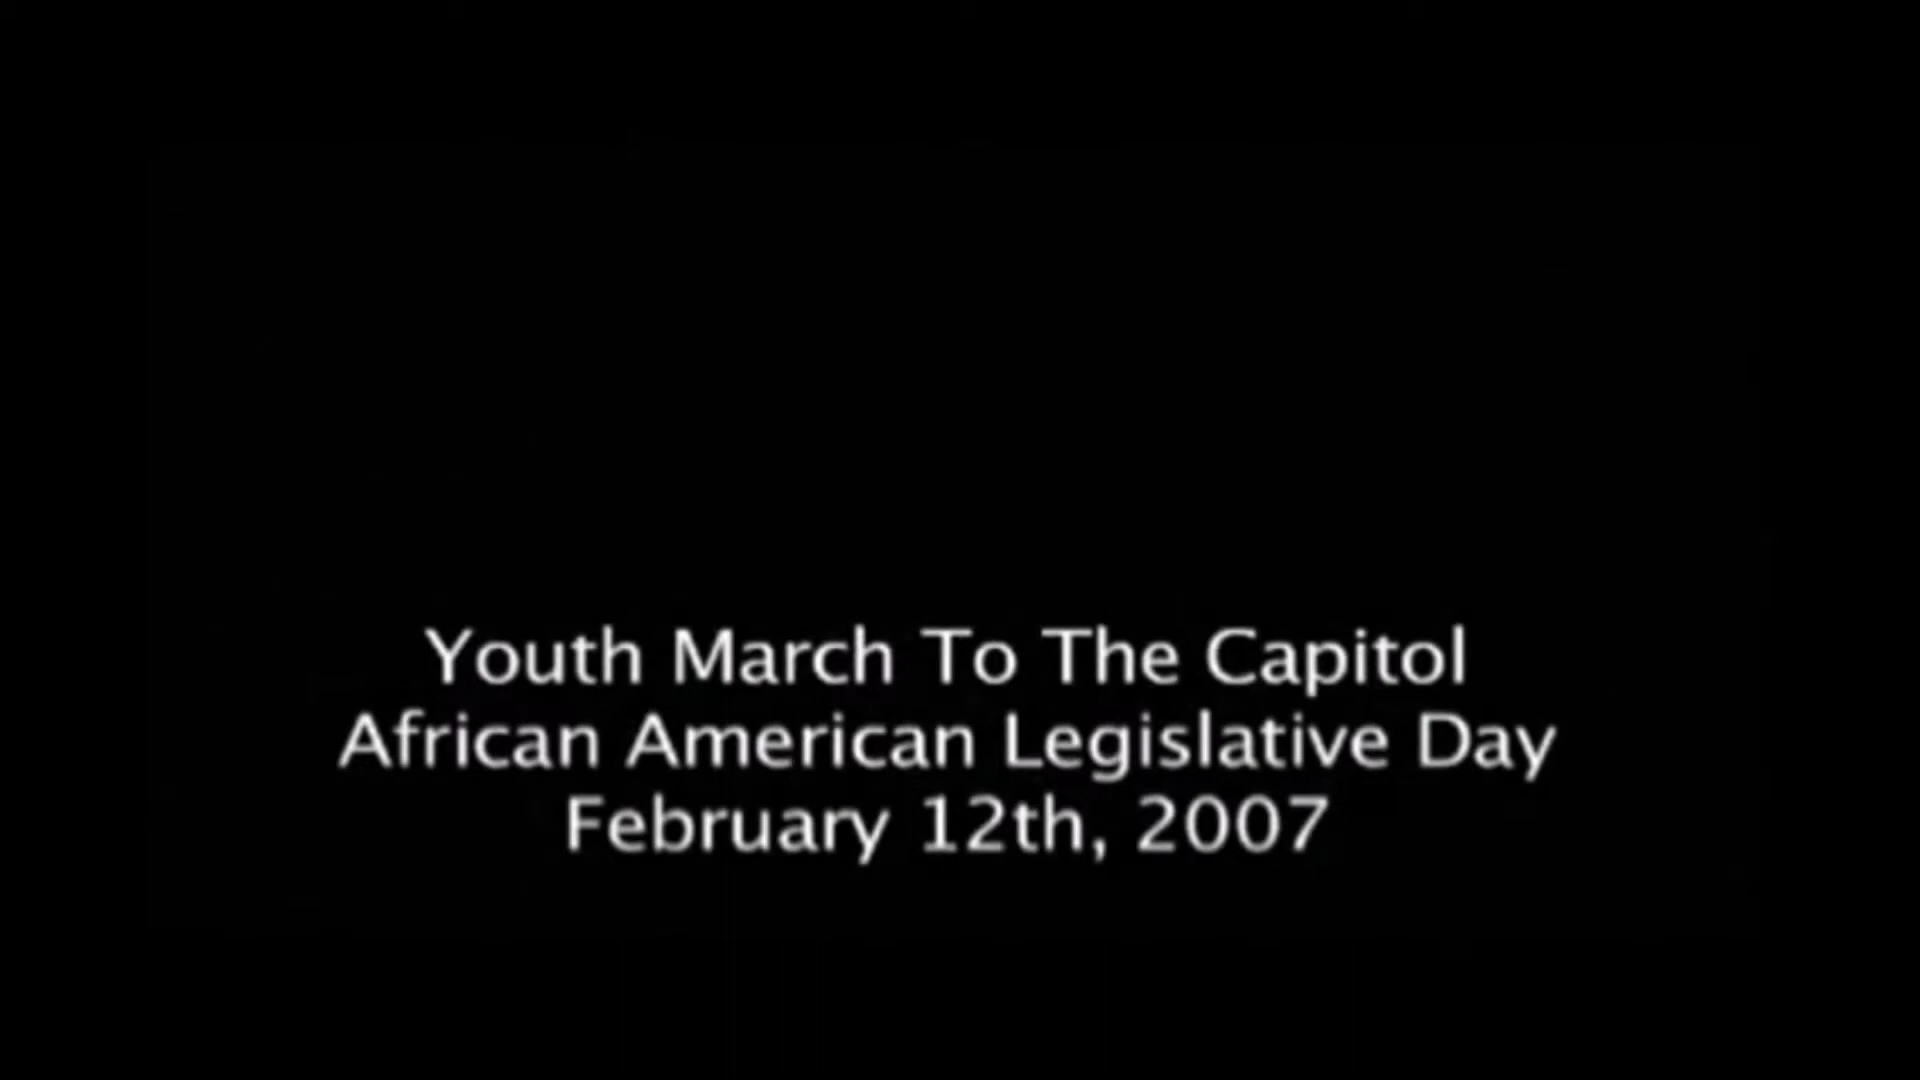 Youth March To The Capitol
African American Legislative Day
February 12th, 2007